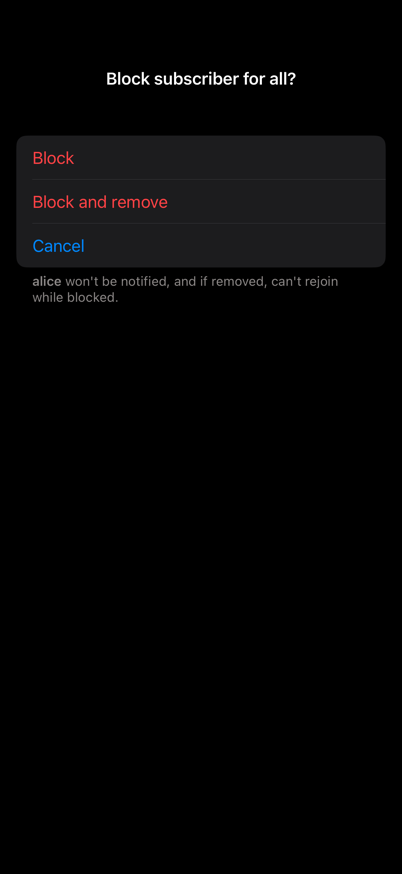 Block subscriber for all?
Block
Block and remove
Cancel
alice won't be notified, and if removed, can't rejoin
while blocked.